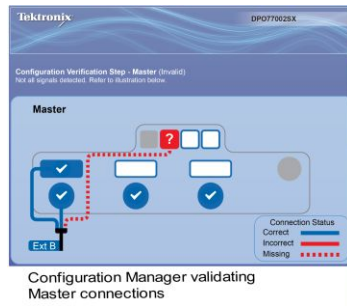 Tektronix
DPO77002SX
Configuration Verification Step - Master (Invalid)
Not all signals detected. Refer to illustration below.
Master
?
Ext B
Connection Status
Correct
Incorrect
Missing
Configuration Manager validating
Master connections